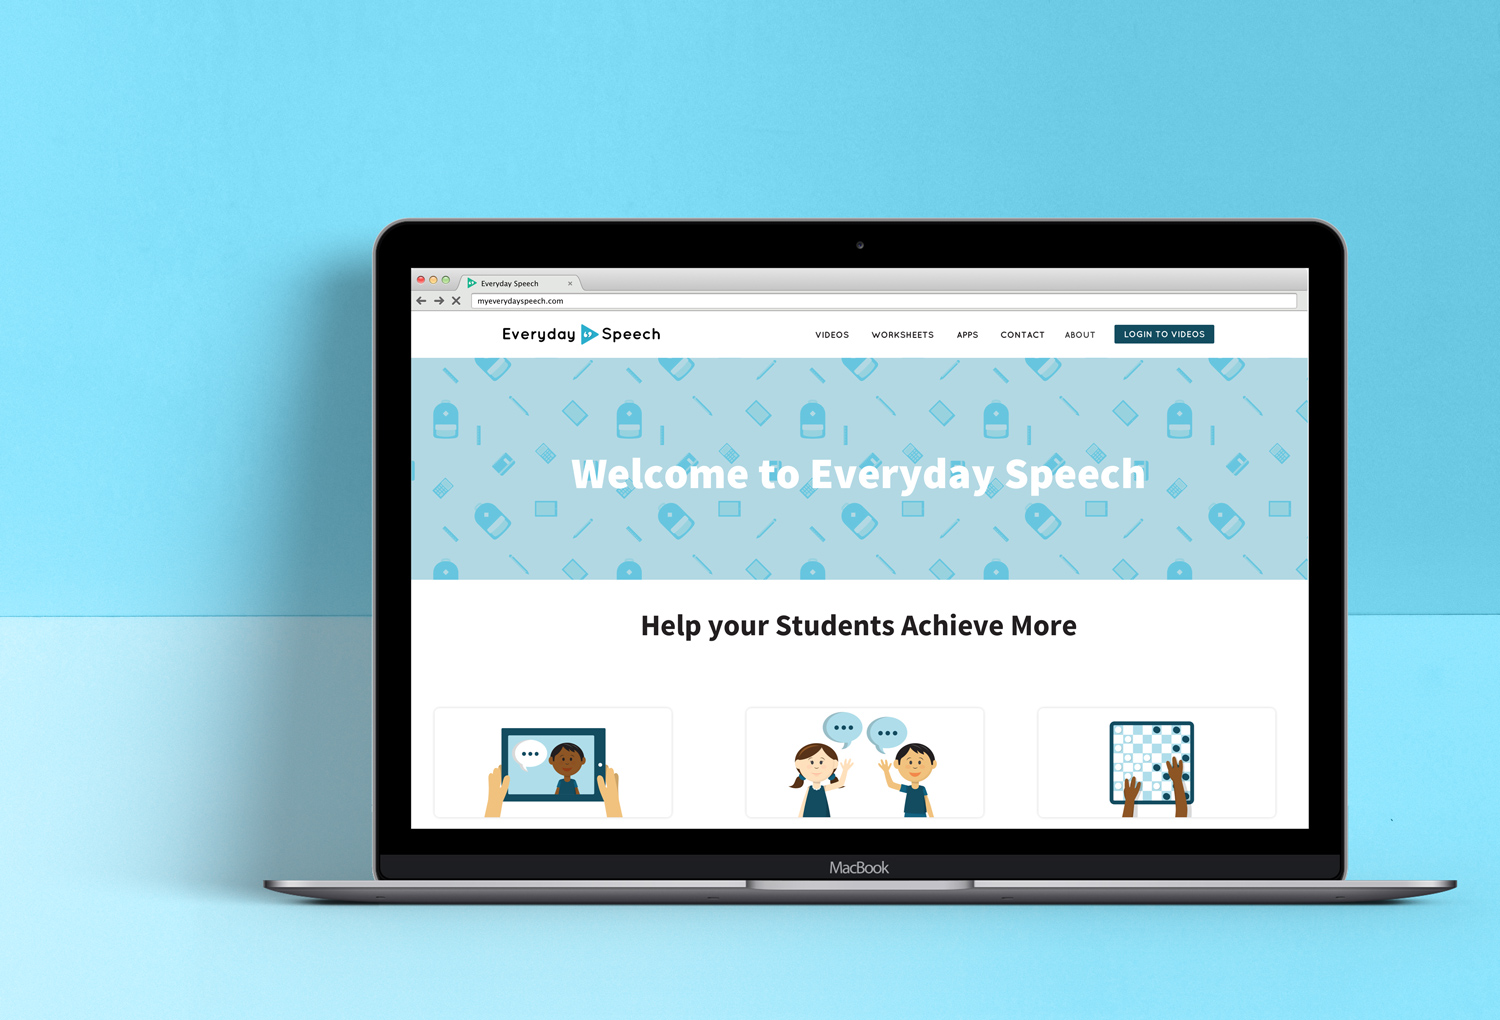 Everyday Speech
myeverydayspeech.com
Everyday Speech
VIDEOS WORKSHEETS APPS CONTACT ABOUT LOGIN TO VIDEOS
Welcome to Everyday Speech
Help your Students Achieve More
MacBook